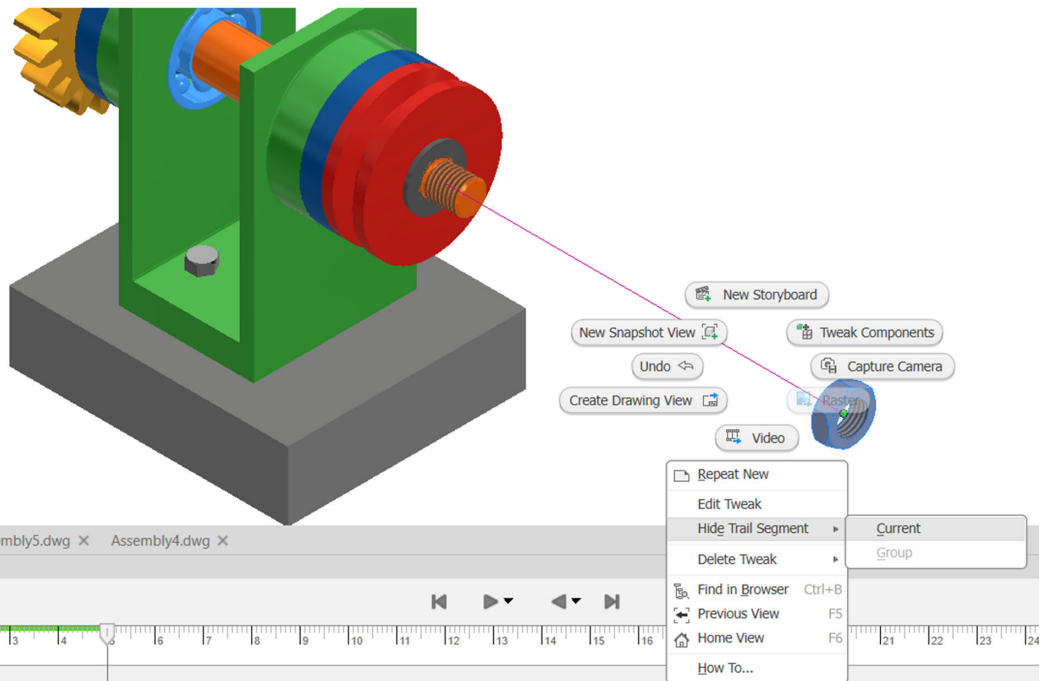 New Storyboard
New Snapshot View
Tweak Components
Undo
Capture Camera
Create Drawing View
Raster
Video
Repeat New
Edit Tweak
Hide Trail Segment
Current
Group
Delete Tweak
Find in Browser Ctrl+B
Previous View F5
Home View F6
How To...
mbly5.dwg Assembly4.dwg
3 4 5 6 7 8 9 10 11 12 13 14 15 16 21 22 23 24